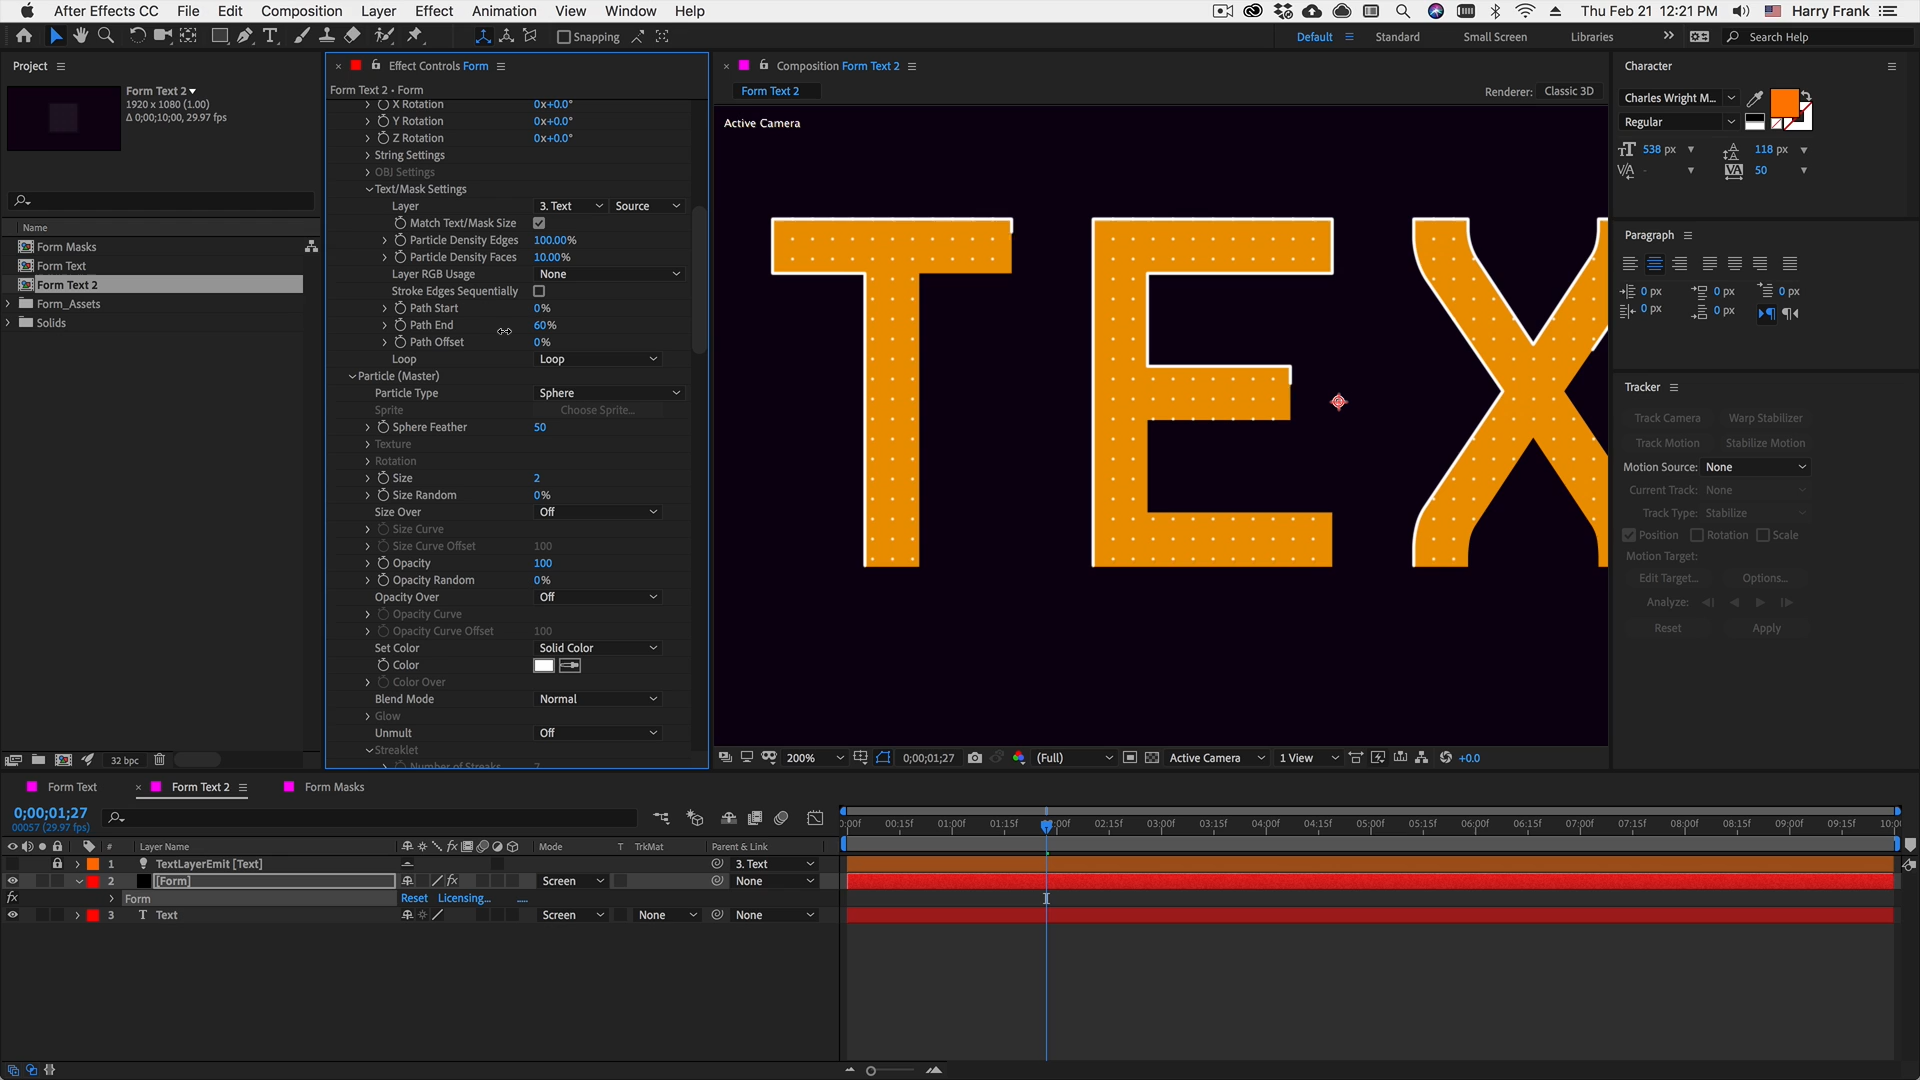 After Effects CC File Edit Composition Layer Effect Animation View Window Help Thu Feb 21 12:21 PM Harry Frank
Snapping Default Standard Small Screen Libraries Search Help
Project
Form Text 2
1920 x 1080 (1.00)
Δ 0;00;10;00, 29.97 fps
Name
Form Masks
Form Text
Form Text 2
Form_Assets
Solids
32 bpc
Effect Controls Form
Form Text 2 • Form
X Rotation 0x+0.0°
Y Rotation 0x+0.0°
Z Rotation 0x+0.0°
String Settings
OBJ Settings
Text/Mask Settings
Layer 3. Text Source
Match Text/Mask Size
Particle Density Edges 100.00%
Particle Density Faces 10.00%
Layer RGB Usage None
Stroke Edges Sequentially
Path Start 0%
Path End 60%
Path Offset 0%
Loop Loop
Particle (Master)
Particle Type Sphere
Sprite Choose Sprite...
Sphere Feather 50
Texture
Rotation
Size 2
Size Random 0%
Size Over Off
Size Curve
Size Curve Offset 100
Opacity 100
Opacity Random 0%
Opacity Over Off
Opacity Curve
Opacity Curve Offset 100
Set Color Solid Color
Color
Color Over
Blend Mode Normal
Glow
Unmult Off
Streaklet
Number of Streaks 7
Composition Form Text 2
Form Text 2 Renderer: Classic 3D
Active Camera
TEX
200% 0;00;01;27 (Full) Active Camera 1 View +0.0
Character
Charles Wright M...
Regular
538 px 118 px
- 50
Paragraph
0 px 0 px 0 px
0 px 0 px
Tracker
Track Camera Warp Stabilizer
Track Motion Stabilize Motion
Motion Source: None
Current Track: None
Track Type: Stabilize
Position Rotation Scale
Motion Target:
Edit Target... Options...
Analyze:
Reset Apply
Form Text Form Text 2 Form Masks
0;00;01;27
00057 (29.97 fps)
0:00f 00:15f 01:00f 01:15f 02:00f 02:15f 03:00f 03:15f 04:00f 04:15f 05:00f 05:15f 06:00f 06:15f 07:00f 07:15f 08:00f 08:15f 09:00f 09:15f 10:0
# Layer Name fx Mode T TrkMat Parent & Link
1 TextLayerEmit [Text] 3. Text
2 [Form] fx Screen None
fx Form Reset Licensing... .....
3 T Text Screen None None